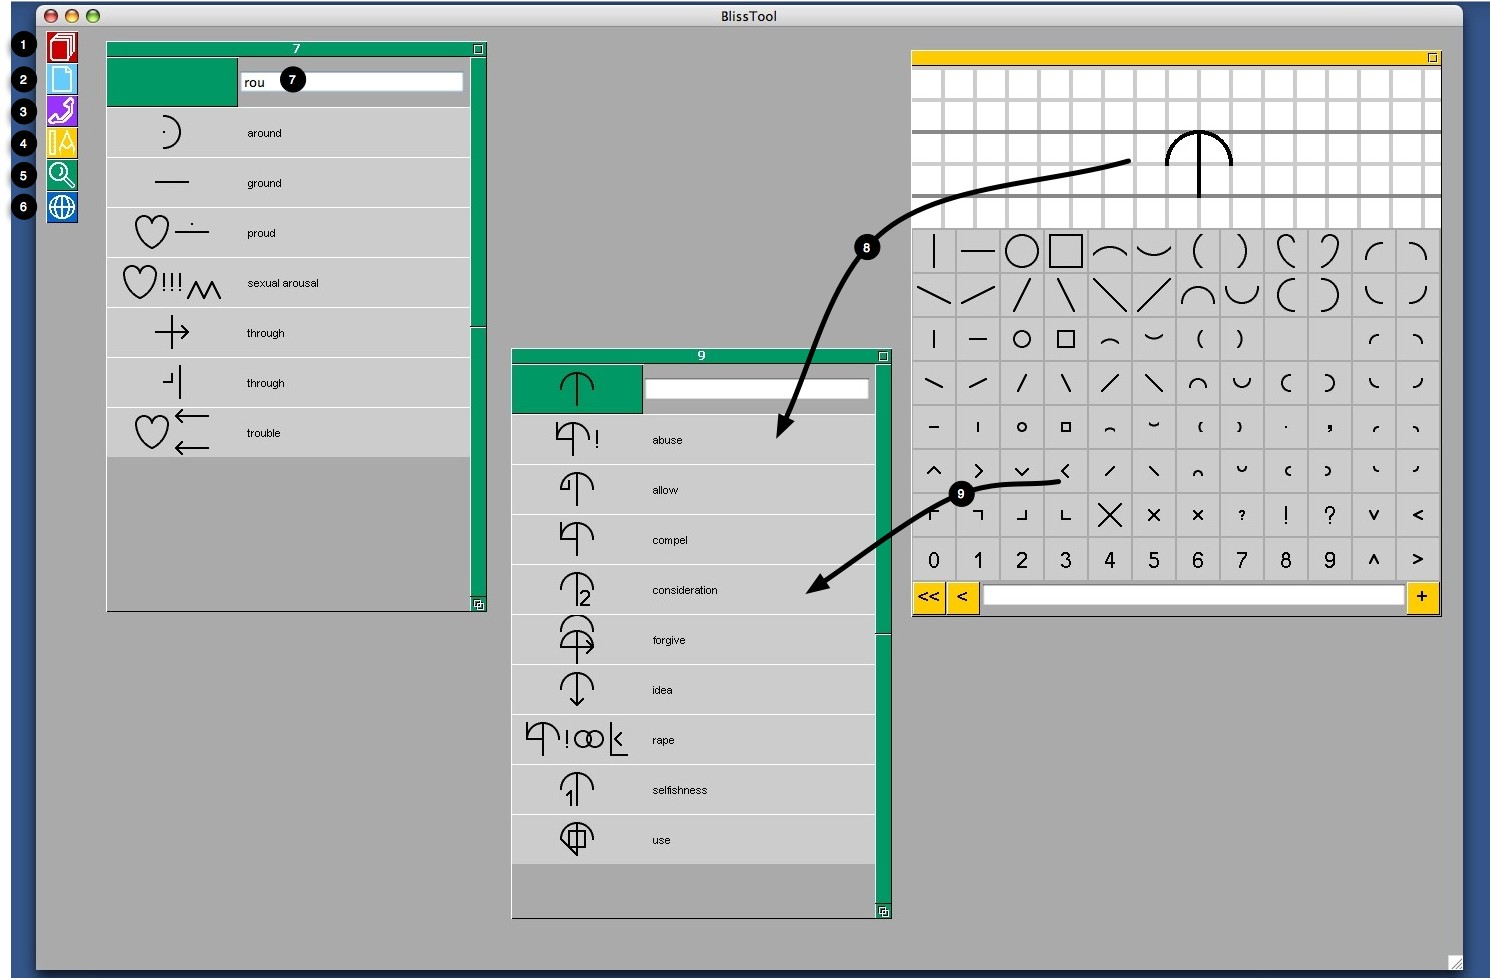 BlissTool
1
2
3
4
5
6
7
rou
7
around
ground
proud
sexual arousal
through
through
trouble
8
9
9
abuse
allow
compel
consideration
forgive
idea
rape
selfishness
use
? ! ?
0 1 2 3 4 5 6 7 8 9
<< < +